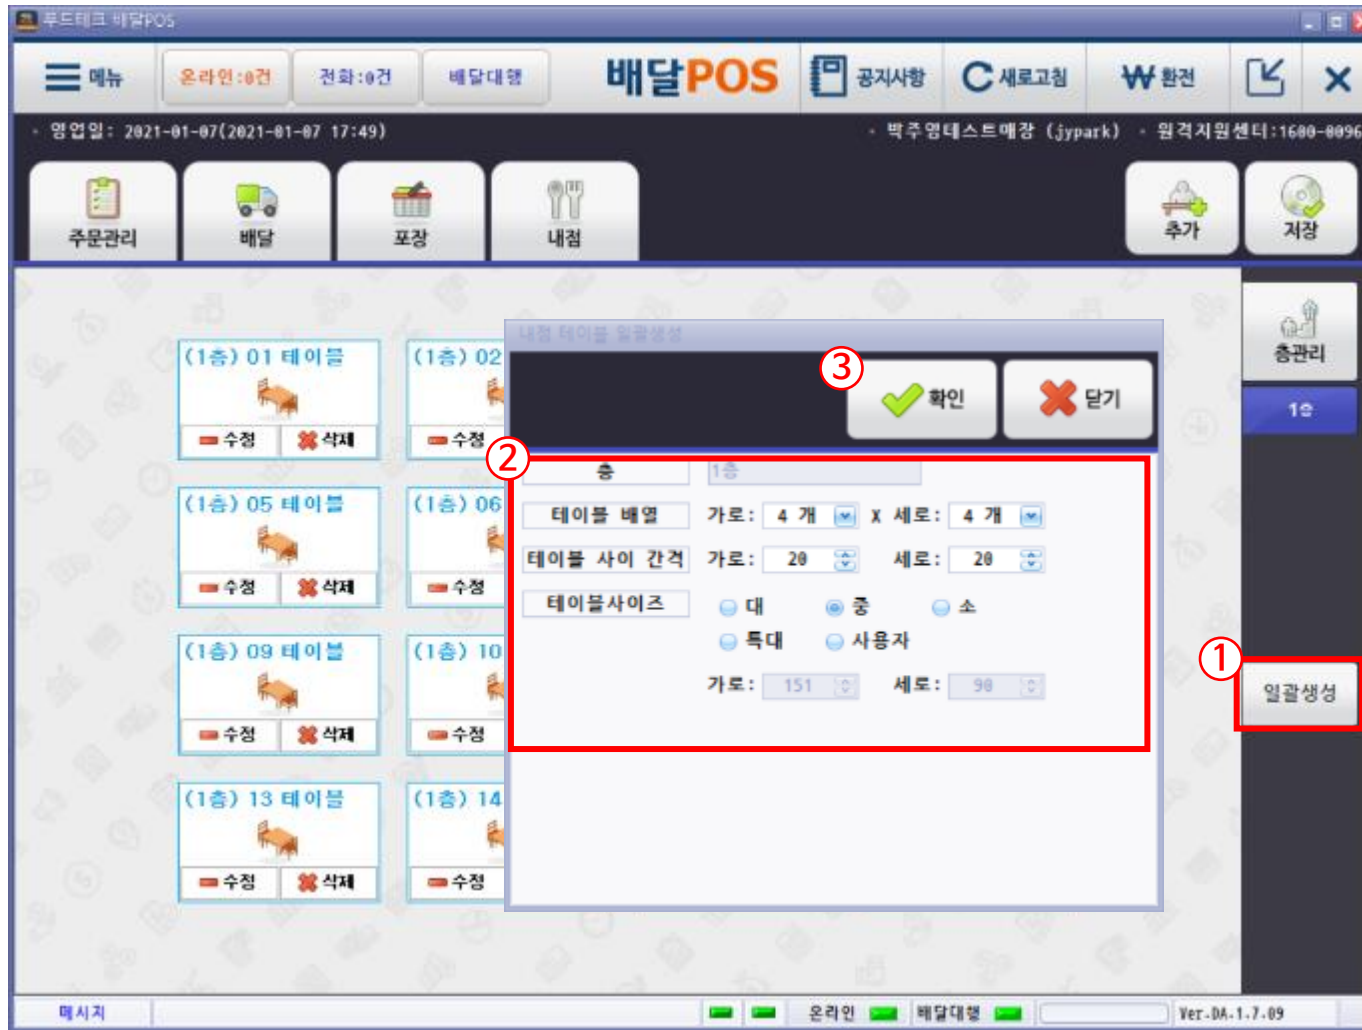 푸드테크 배달POS
메뉴 온라인:0건 전화:0건 배달대행 배달POS 공지사항 새로고침 환전
영업일: 2021-01-07(2021-01-07 17:49) 박주영테스트매장 (jypark) 원격지원센터:1600-0096
주문관리 배달 포장 내점 추가 저장
내점 테이블 일괄생성
층관리
1층
(1층) 01 테이블 (1층) 02
수정 삭제 수정
③ 확인 닫기
②
층 1층
(1층) 05 테이블 (1층) 06
수정 삭제 수정
테이블 배열 가로: 4 개 X 세로: 4 개
테이블 사이 간격 가로: 20 세로: 20
테이블사이즈 대 중 소
특대 사용자
가로: 151 세로: 90
(1층) 09 테이블 (1층) 10
수정 삭제 수정
①
일괄생성
(1층) 13 테이블 (1층) 14
수정 삭제 수정
메시지 온라인 배달대행 Ver.DA.1.7.09